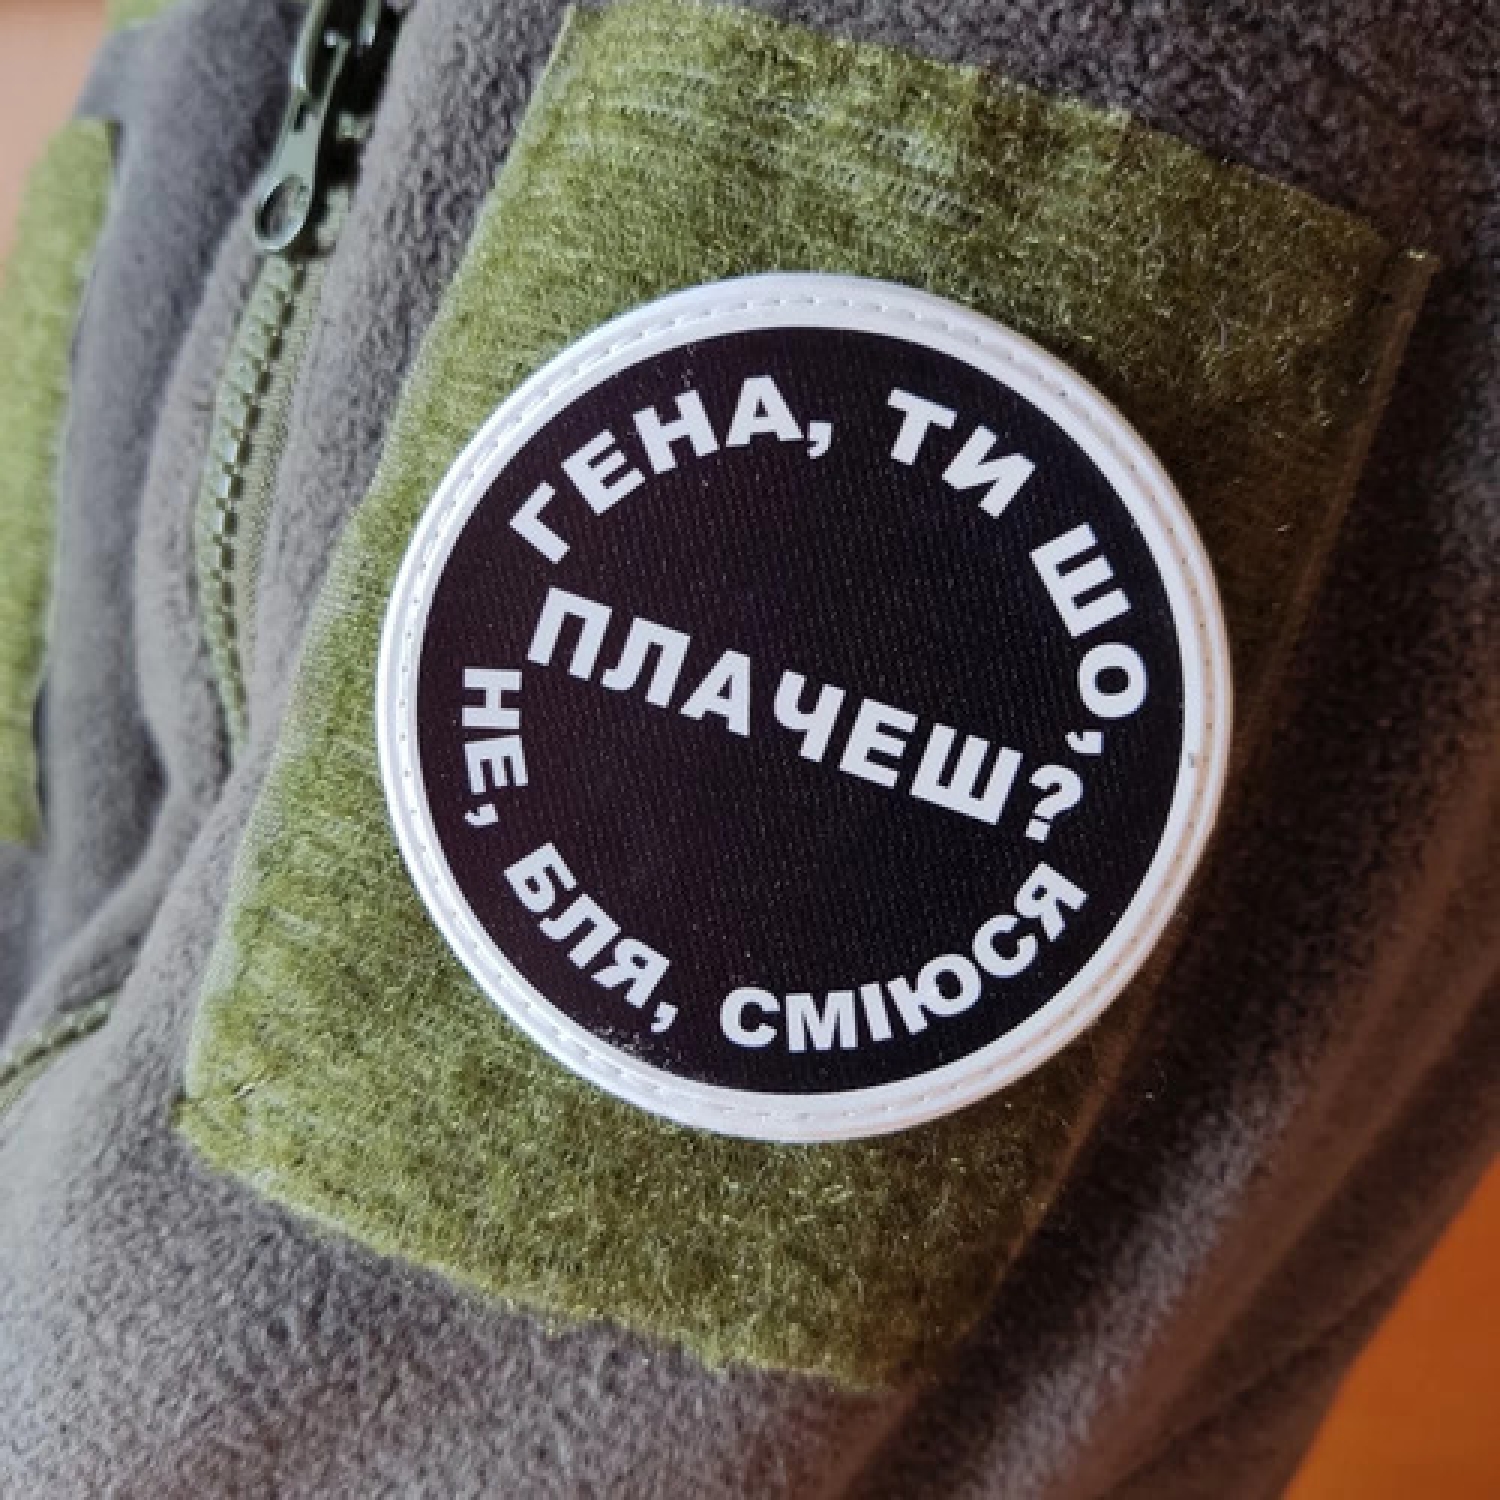 ГЕНА, ТИ ШО,
ПЛАЧЕШ?
НЕ, БЛЯ, СМІЮСЯ